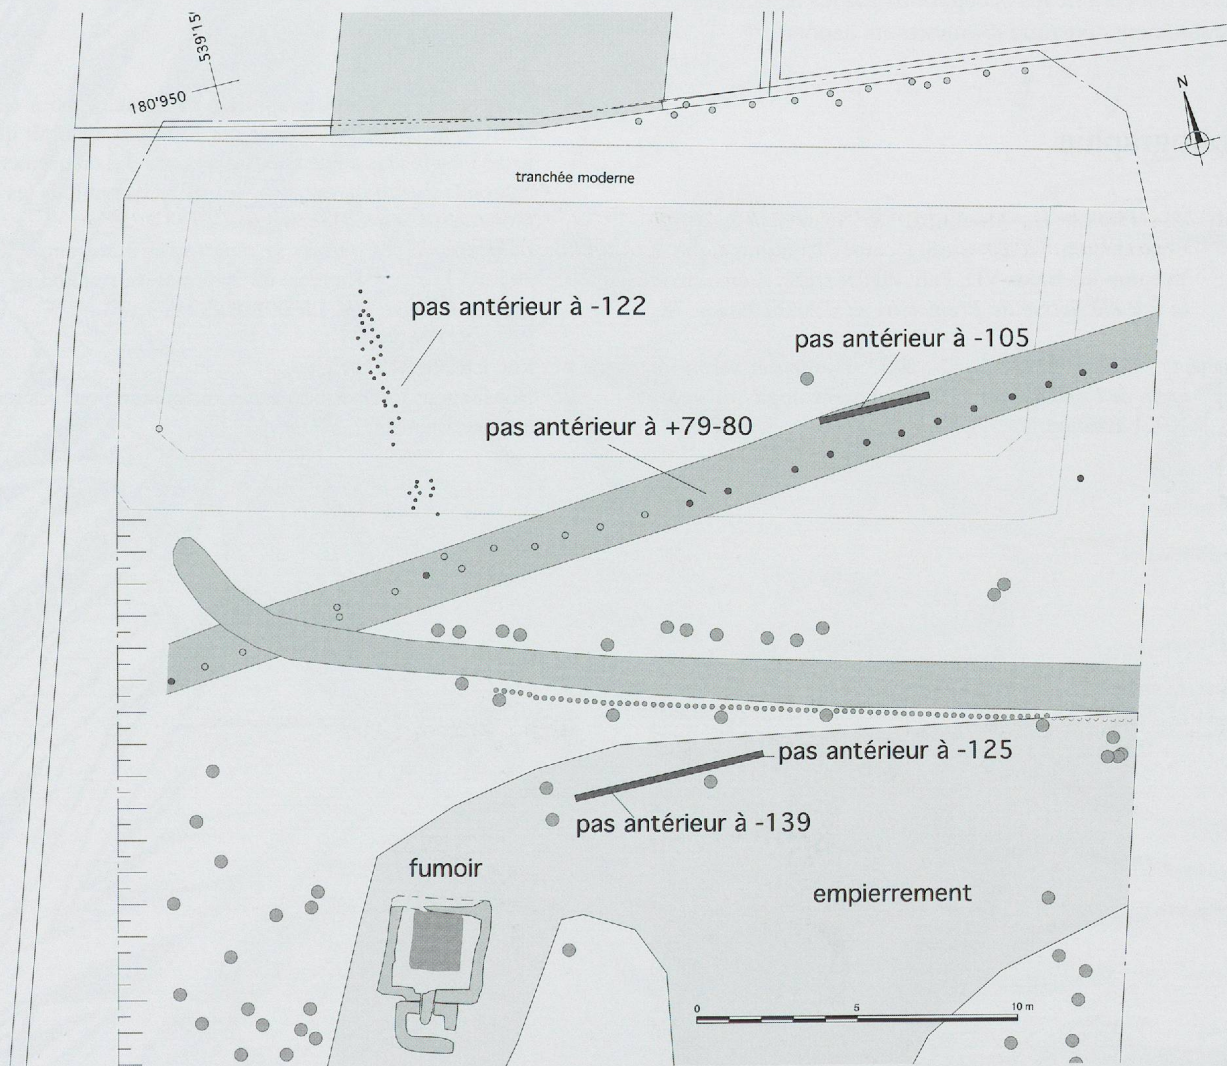 539'15'
180'950
N
tranchée moderne
pas antérieur à -122
pas antérieur à -105
pas antérieur à +79-80
pas antérieur à -125
pas antérieur à -139
fumoir
empierrement
0 5 10 m